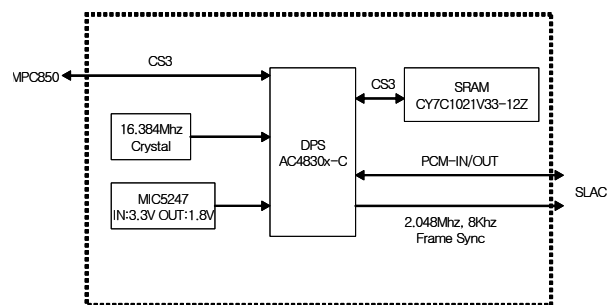 CS3
MPC850
CS3
SRAM
CY7C1021V33-12Z
16.384Mhz
Crystal
DPS
AC4830x-C
PCM-IN/OUT
MIC5247
IN:3.3V OUT:1.8V
SLAC
2.048Mhz, 8Khz
Frame Sync